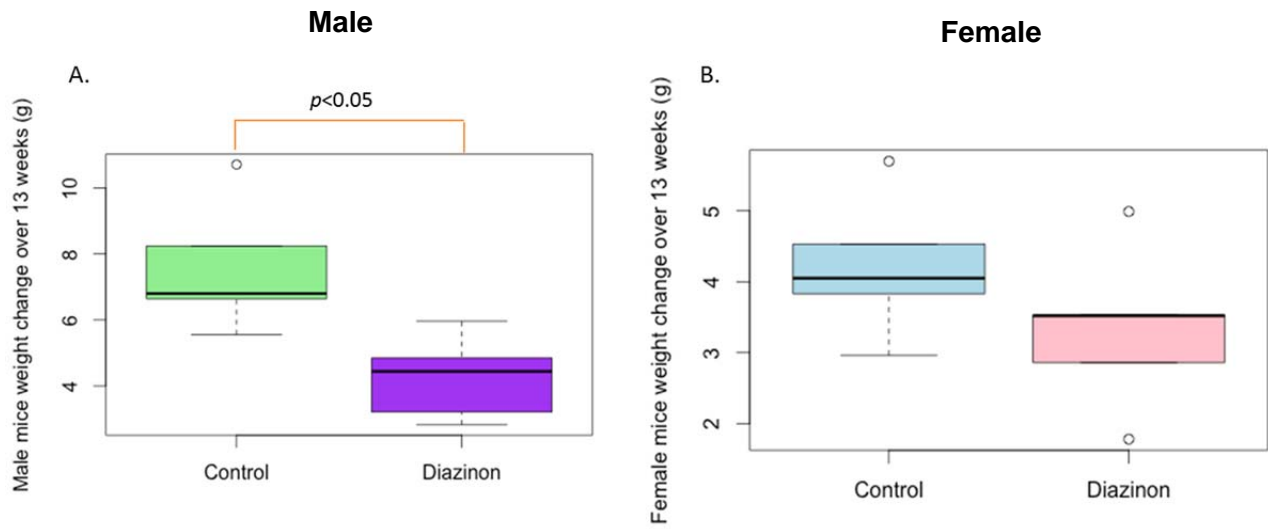 Male
A.
p<0.05
Male mice weight change over 13 weeks (g)
10
8
6
4
Control Diazinon
Female
B.
Female mice weight change over 13 weeks (g)
5
4
3
2
Control Diazinon